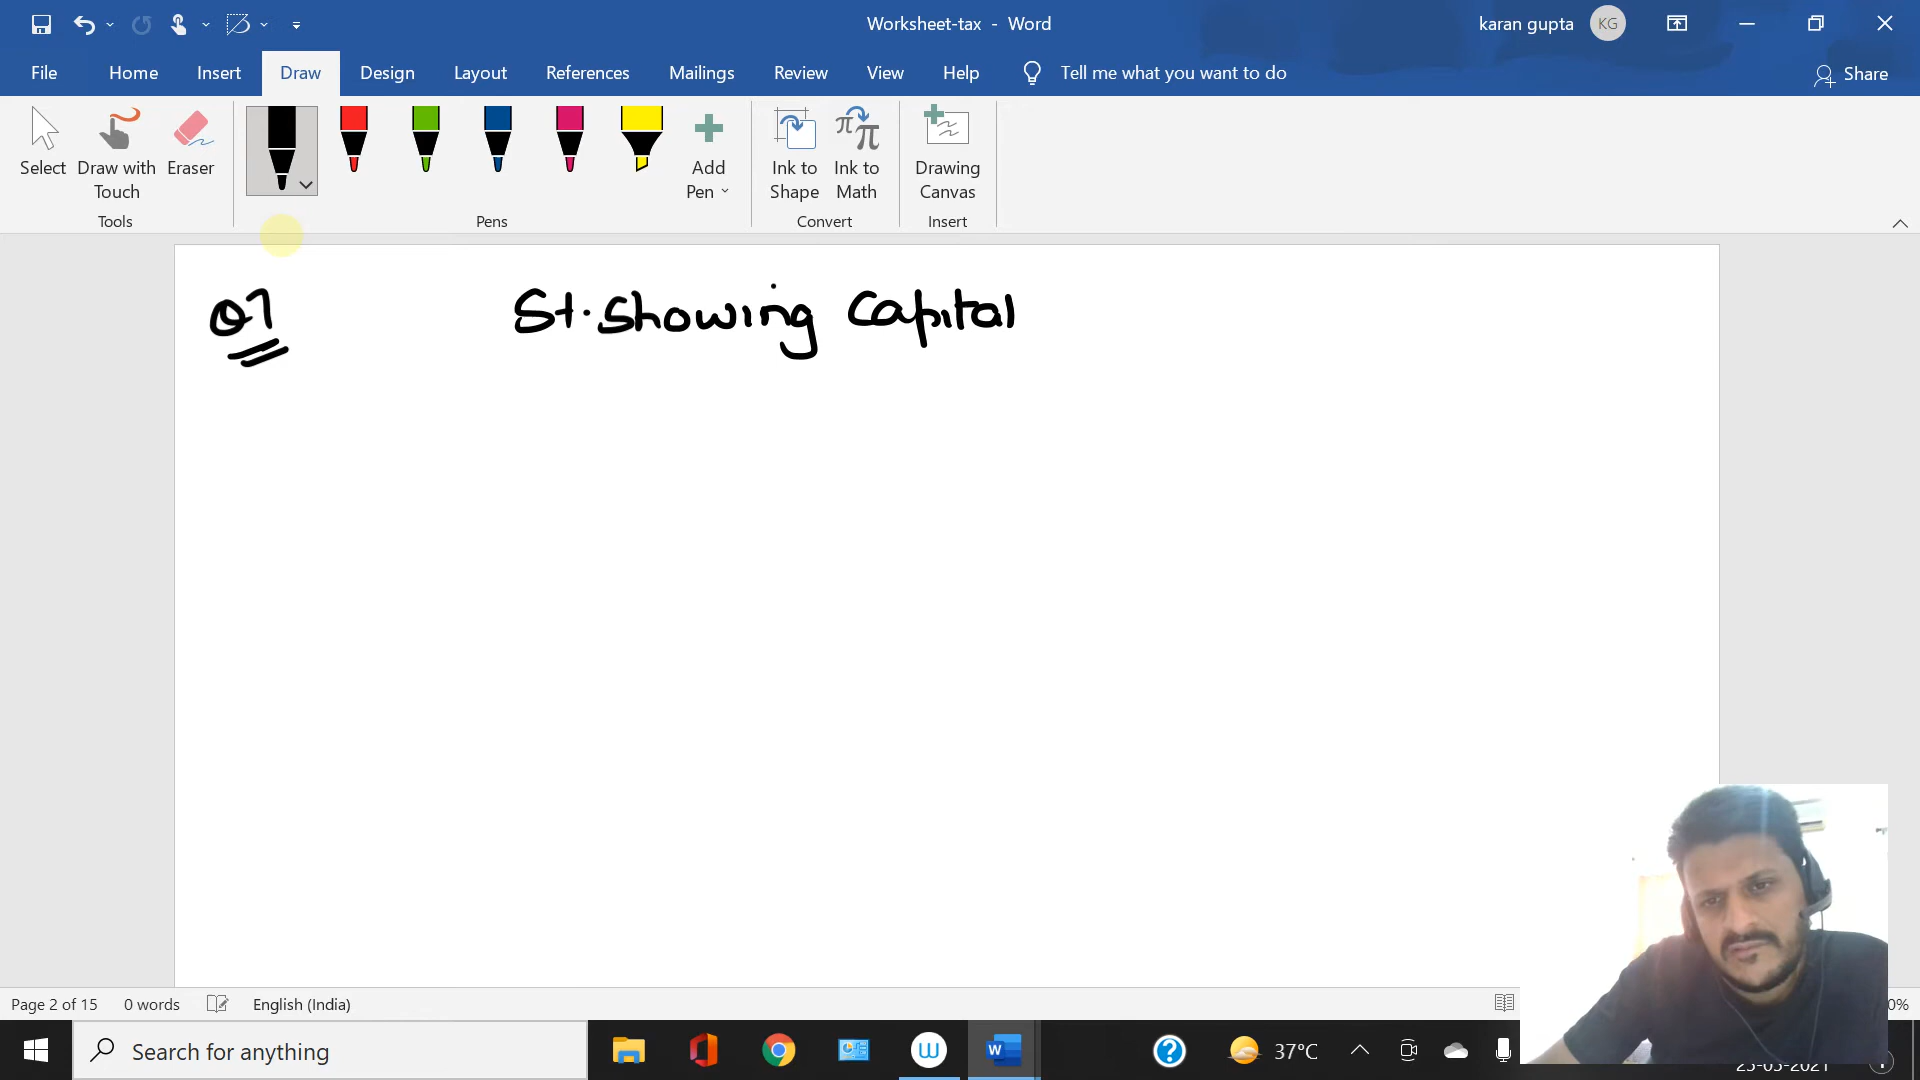 Worksheet-tax - Word
karan gupta KG
File Home Insert Draw Design Layout References Mailings Review View Help Tell me what you want to do Share
Select Draw with Touch Eraser Add Pen Ink to Shape Ink to Math Drawing Canvas
Tools Pens Convert Insert
Q7 St. Showing Capital
Page 2 of 15 0 words English (India)
Search for anything 37°C